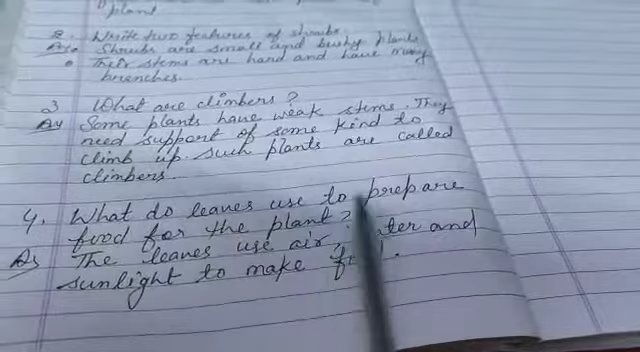 plant
2. Write two features of shrubs.
Ans Shrubs are small and bushy plants
Their stems are hard and have many
brenches.
3 What are climbers?
Ans Some plants have weak stems. They
need support of some kind to
climb up. Such plants are called
climbers.
4. What do leaves use to prepare
food for the plant?
As The leaves use air, and
sunlight to make